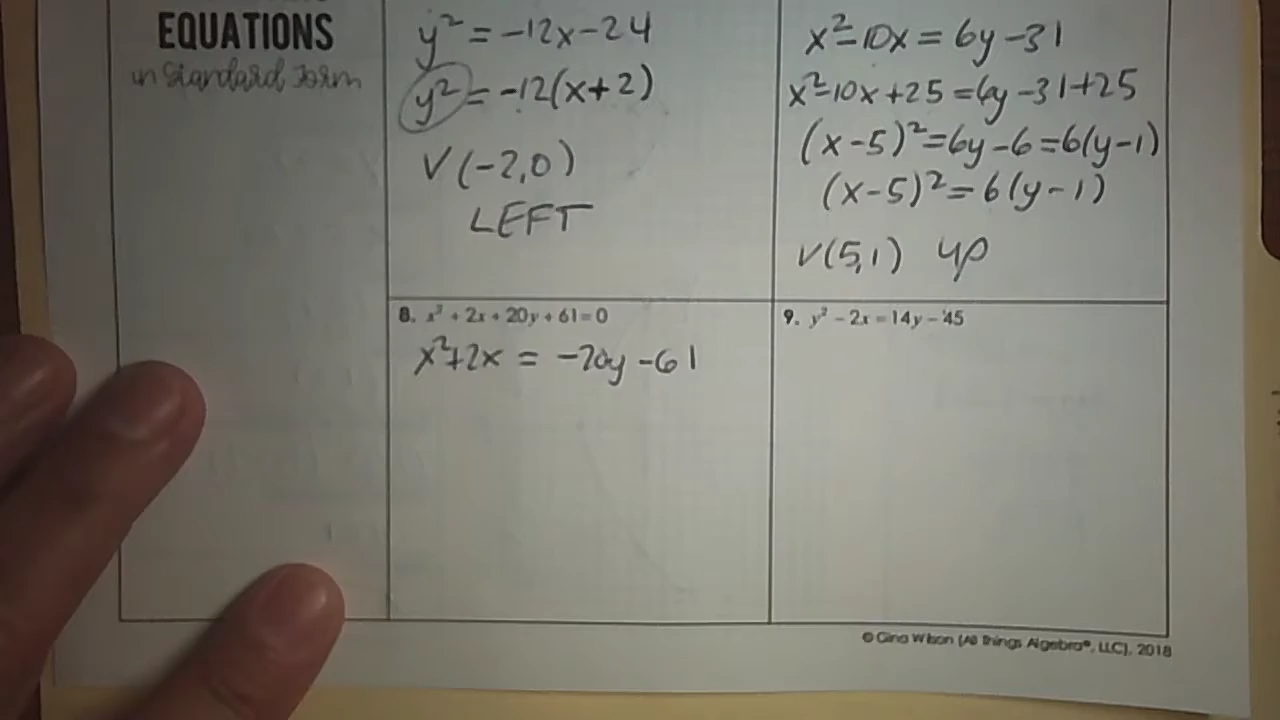 EQUATIONS
in Standard Form
y² = -12x - 24
y² = -12(x+2)
V(-2,0)
LEFT
x² - 10x = 6y - 31
x² - 10x + 25 = 6y - 31 + 25
(x-5)² = 6y - 6 = 6(y-1)
(x-5)² = 6(y-1)
V(5,1) up
8. x² + 2x + 20y + 61 = 0
x² + 2x = -20y - 61
9. y² - 2x = 14y - 45
© Gina Wilson (All Things Algebra®, LLC), 2018